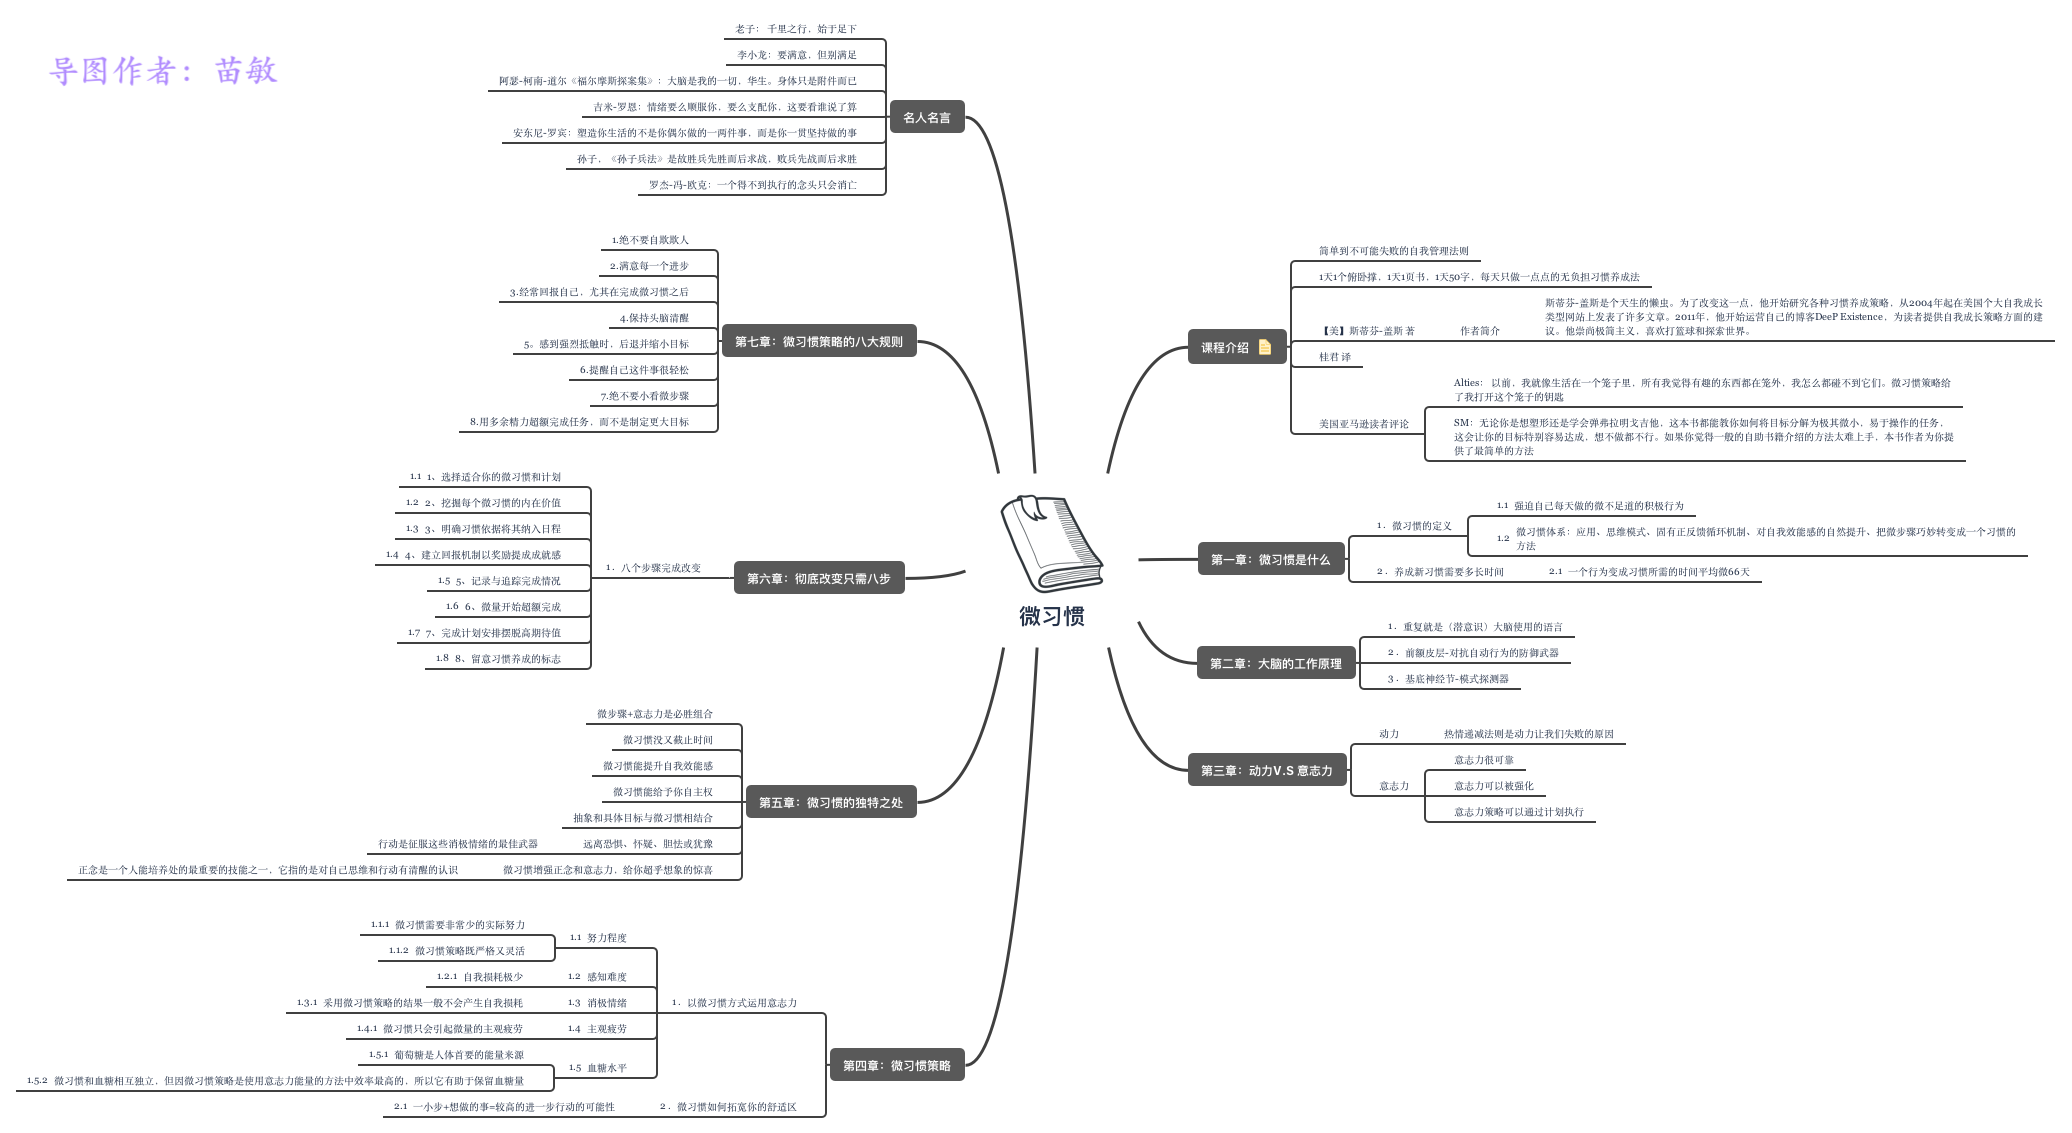 导图作者：苗敏
微习惯
课程介绍
简单到不可能失败的自我管理法则
1天1个俯卧撑，1天1页书，1天50字，每天只做一点点的无负担习惯养成法
【美】斯蒂芬-盖斯 著
作者简介
斯蒂芬-盖斯是个天生的懒虫。为了改变这一点，他开始研究各种习惯养成策略，从2004年起在美国个大自我成长
类型网站上发表了许多文章。2011年，他开始运营自己的博客DeeP Existence，为读者提供自我成长策略方面的建
议。他崇尚极简主义，喜欢打篮球和探索世界。
桂君 译
美国亚马逊读者评论
Alties： 以前，我就像生活在一个笼子里，所有我觉得有趣的东西都在笼外，我怎么都碰不到它们。微习惯策略给
了我打开这个笼子的钥匙
SM：无论你是想塑形还是学会弹弗拉明戈吉他，这本书都能教你如何将目标分解为极其微小，易于操作的任务，
这会让你的目标特别容易达成，想不做都不行。如果你觉得一般的自助书籍介绍的方法太难上手，本书作者为你提
供了最简单的方法
第一章：微习惯是什么
1．微习惯的定义
1.1 强迫自己每天做的微不足道的积极行为
1.2 微习惯体系：应用、思维模式、固有正反馈循环机制、对自我效能感的自然提升、把微步骤巧妙转变成一个习惯的
方法
2．养成新习惯需要多长时间
2.1 一个行为变成习惯所需的时间平均微66天
第二章：大脑的工作原理
1．重复就是（潜意识）大脑使用的语言
2．前额皮层-对抗自动行为的防御武器
3．基底神经节-模式探测器
第三章：动力V.S 意志力
动力
热情递减法则是动力让我们失败的原因
意志力
意志力很可靠
意志力可以被强化
意志力策略可以通过计划执行
第四章：微习惯策略
1．以微习惯方式运用意志力
1.1 努力程度
1.1.1 微习惯需要非常少的实际努力
1.1.2 微习惯策略既严格又灵活
1.2 感知难度
1.2.1 自我损耗极少
1.3 消极情绪
1.3.1 采用微习惯策略的结果一般不会产生自我损耗
1.4 主观疲劳
1.4.1 微习惯只会引起微量的主观疲劳
1.5 血糖水平
1.5.1 葡萄糖是人体首要的能量来源
1.5.2 微习惯和血糖相互独立，但因微习惯策略是使用意志力能量的方法中效率最高的，所以它有助于保留血糖量
2．微习惯如何拓宽你的舒适区
2.1 一小步+想做的事=较高的进一步行动的可能性
第五章：微习惯的独特之处
微步骤+意志力是必胜组合
微习惯没又截止时间
微习惯能提升自我效能感
微习惯能给予你自主权
抽象和具体目标与微习惯相结合
远离恐惧、怀疑、胆怯或犹豫
行动是征服这些消极情绪的最佳武器
微习惯增强正念和意志力，给你超乎想象的惊喜
正念是一个人能培养处的最重要的技能之一，它指的是对自己思维和行动有清醒的认识
第六章：彻底改变只需八步
1．八个步骤完成改变
1.1 1、选择适合你的微习惯和计划
1.2 2、挖掘每个微习惯的内在价值
1.3 3、明确习惯依据将其纳入日程
1.4 4、建立回报机制以奖励提成成就感
1.5 5、记录与追踪完成情况
1.6 6、微量开始超额完成
1.7 7、完成计划安排摆脱高期待值
1.8 8、留意习惯养成的标志
第七章：微习惯策略的八大规则
1.绝不要自欺欺人
2.满意每一个进步
3.经常回报自己，尤其在完成微习惯之后
4.保持头脑清醒
5。感到强烈抵触时，后退并缩小目标
6.提醒自己这件事很轻松
7.绝不要小看微步骤
8.用多余精力超额完成任务，而不是制定更大目标
名人名言
老子： 千里之行，始于足下
李小龙：要满意，但别满足
阿瑟-柯南-道尔《福尔摩斯探案集》：大脑是我的一切，华生。身体只是附件而已
吉米-罗恩：情绪要么顺服你，要么支配你，这要看谁说了算
安东尼-罗宾：塑造你生活的不是你偶尔做的一两件事，而是你一贯坚持做的事
孙子，《孙子兵法》是故胜兵先胜而后求战，败兵先战而后求胜
罗杰-冯-欧克：一个得不到执行的念头只会消亡